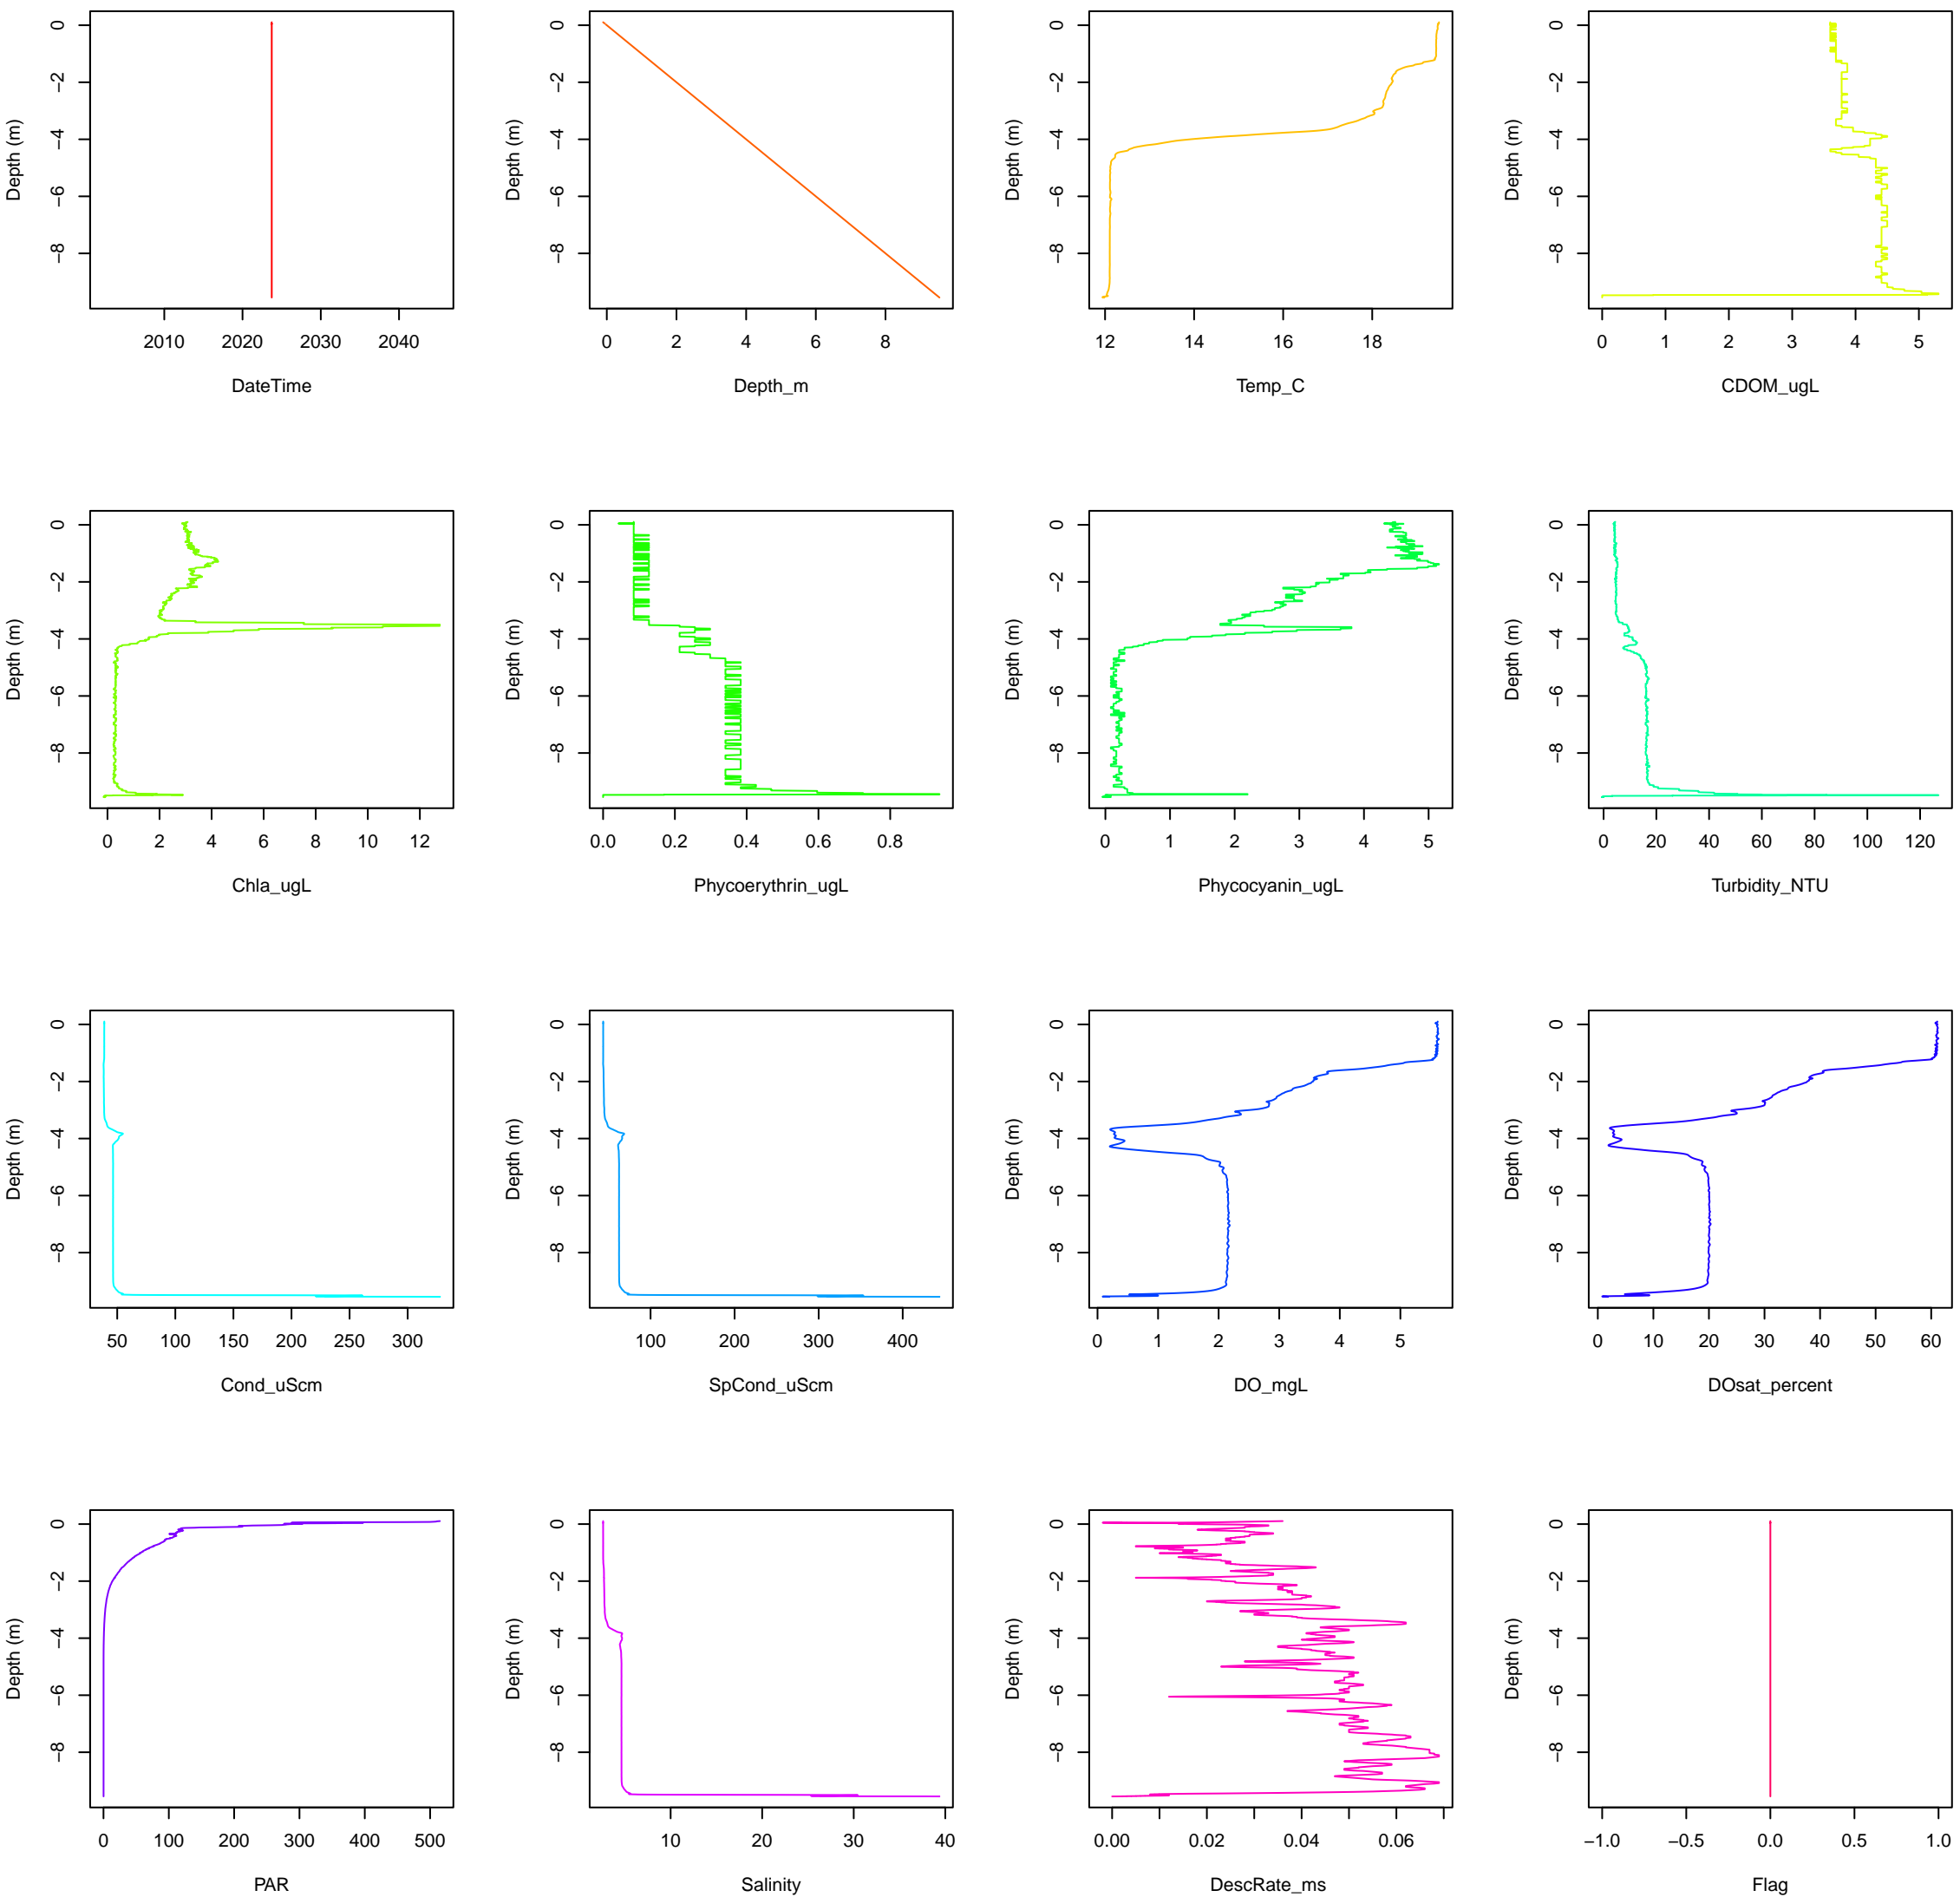 Depth (m)
0
−2
−4
−6
−8
2010 2020 2030 2040
DateTime
Depth (m)
0
−2
−4
−6
−8
0 2 4 6 8
Depth_m
Depth (m)
0
−2
−4
−6
−8
12 14 16 18
Temp_C
Depth (m)
0
−2
−4
−6
−8
0 1 2 3 4 5
CDOM_ugL
Depth (m)
0
−2
−4
−6
−8
0 2 4 6 8 10 12
Chla_ugL
Depth (m)
0
−2
−4
−6
−8
0.0 0.2 0.4 0.6 0.8
Phycoerythrin_ugL
Depth (m)
0
−2
−4
−6
−8
0 1 2 3 4 5
Phycocyanin_ugL
Depth (m)
0
−2
−4
−6
−8
0 20 40 60 80 100 120
Turbidity_NTU
Depth (m)
0
−2
−4
−6
−8
50 100 150 200 250 300
Cond_uScm
Depth (m)
0
−2
−4
−6
−8
100 200 300 400
SpCond_uScm
Depth (m)
0
−2
−4
−6
−8
0 1 2 3 4 5
DO_mgL
Depth (m)
0
−2
−4
−6
−8
0 10 20 30 40 50 60
DOsat_percent
Depth (m)
0
−2
−4
−6
−8
0 100 200 300 400 500
PAR
Depth (m)
0
−2
−4
−6
−8
10 20 30 40
Salinity
Depth (m)
0
−2
−4
−6
−8
0.00 0.02 0.04 0.06
DescRate_ms
Depth (m)
0
−2
−4
−6
−8
−1.0 −0.5 0.0 0.5 1.0
Flag